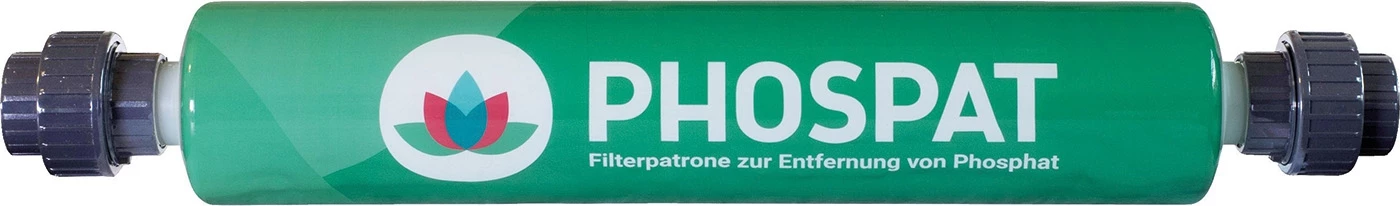 PHOSPAT
Filterpatrone zur Entfernung von Phosphat